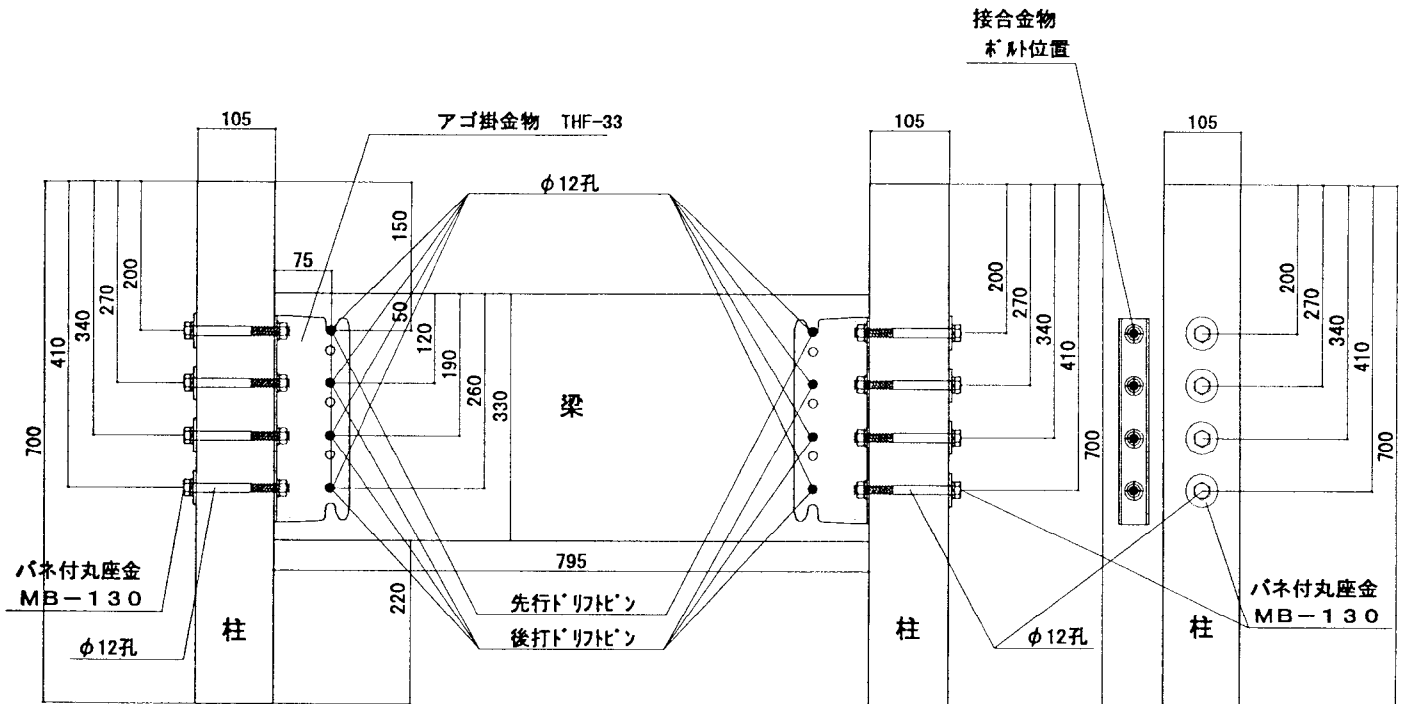 接合金物
ボルト位置
105
アゴ掛金物 THF-33
105
105
φ12孔
150
75
50
200
270
340
410
700
120
190
260
330
梁
200
270
340
410
700
200
270
340
410
700
795
220
バネ付丸座金
MB－130
φ12孔
柱
先行ドリフトピン
後打ドリフトピン
柱
φ12孔
柱
バネ付丸座金
MB－130